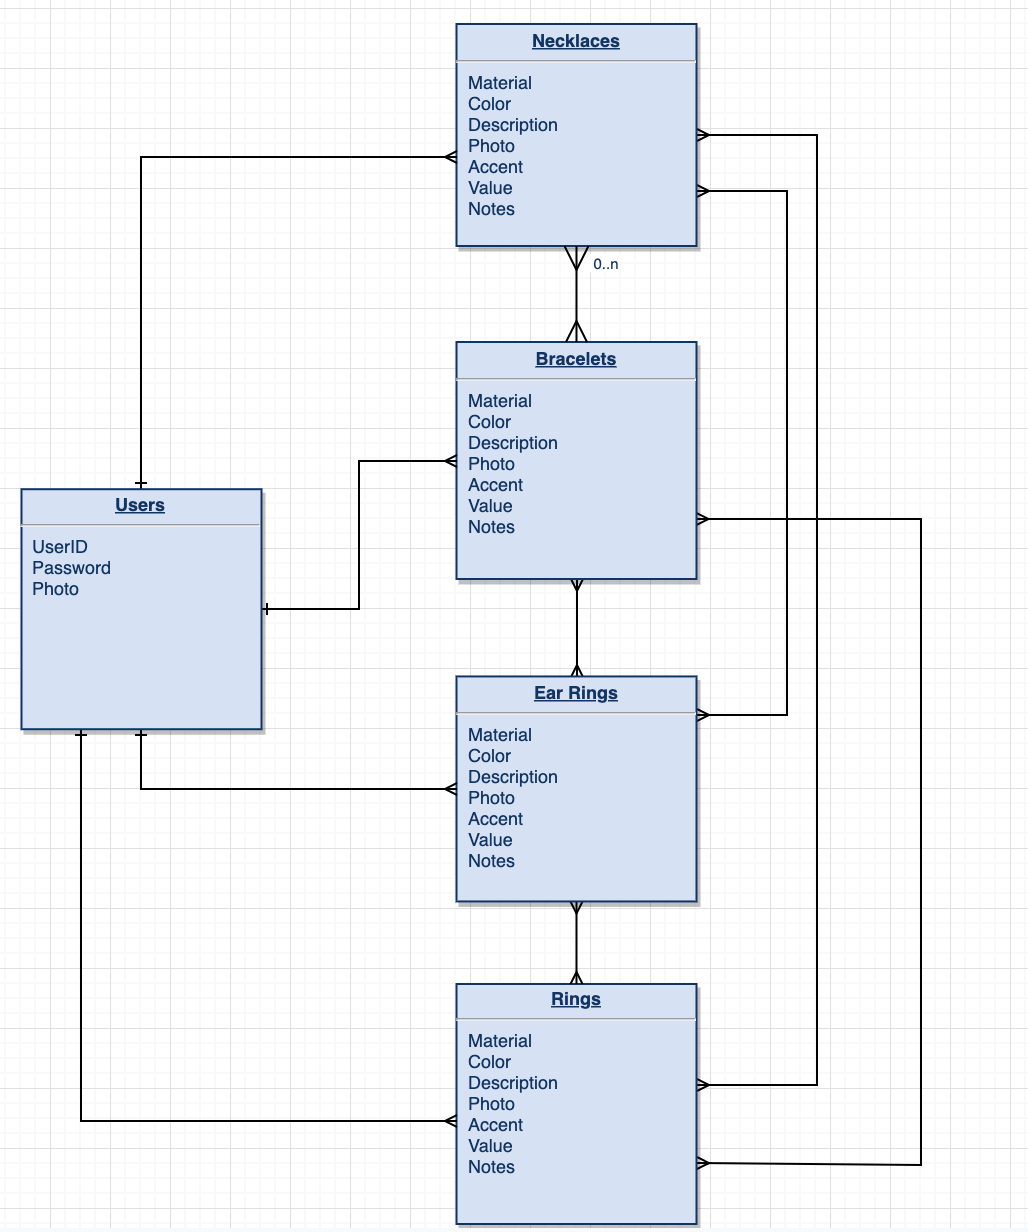 Necklaces
Material
Color
Description
Photo
Accent
Value
Notes
0..n
Bracelets
Material
Color
Description
Photo
Accent
Value
Notes
Users
UserID
Password
Photo
Ear Rings
Material
Color
Description
Photo
Accent
Value
Notes
Rings
Material
Color
Description
Photo
Accent
Value
Notes